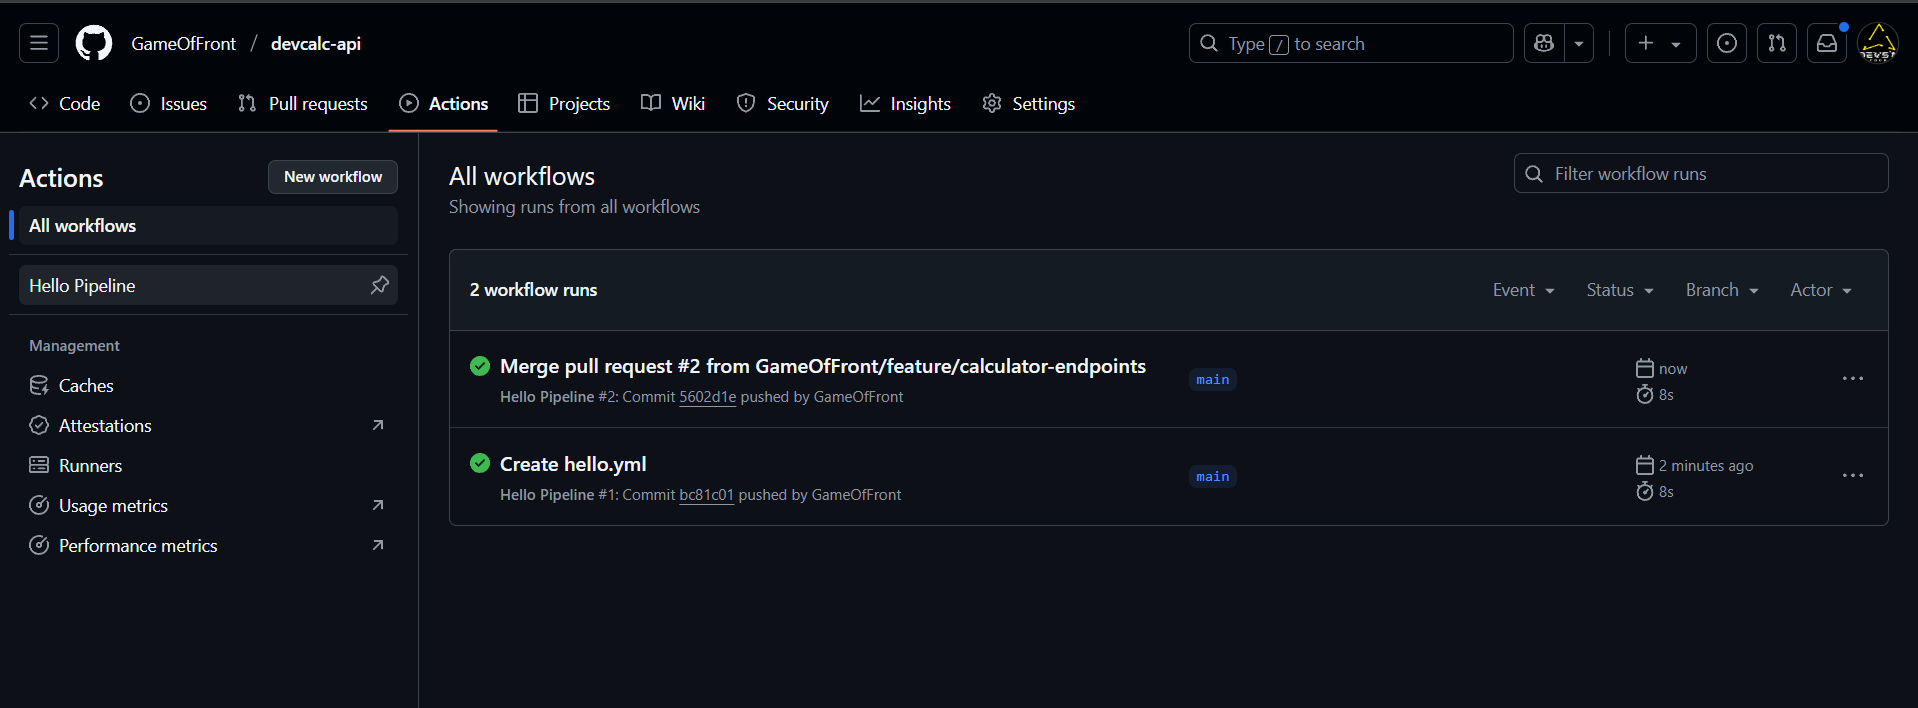 GameOfFront / devcalc-api
Type / to search
Code
Issues
Pull requests
Actions
Projects
Wiki
Security
Insights
Settings
Actions
New workflow
All workflows
Hello Pipeline
Management
Caches
Attestations
Runners
Usage metrics
Performance metrics
All workflows
Showing runs from all workflows
Filter workflow runs
2 workflow runs
Event
Status
Branch
Actor
Merge pull request #2 from GameOfFront/feature/calculator-endpoints
Hello Pipeline #2: Commit 5602d1e pushed by GameOfFront
main
now
8s
Create hello.yml
Hello Pipeline #1: Commit bc81c01 pushed by GameOfFront
main
2 minutes ago
8s